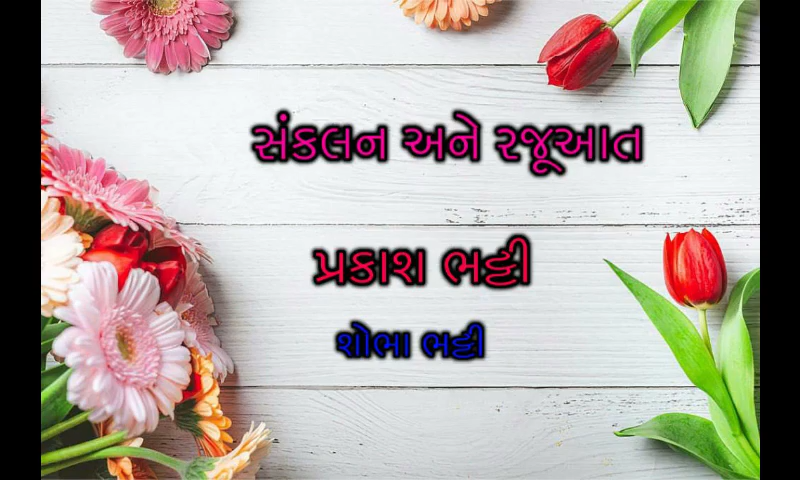 સંકલન અને રજૂઆત
પ્રકાશ ભટ્ટી
શોભા ભટ્ટી